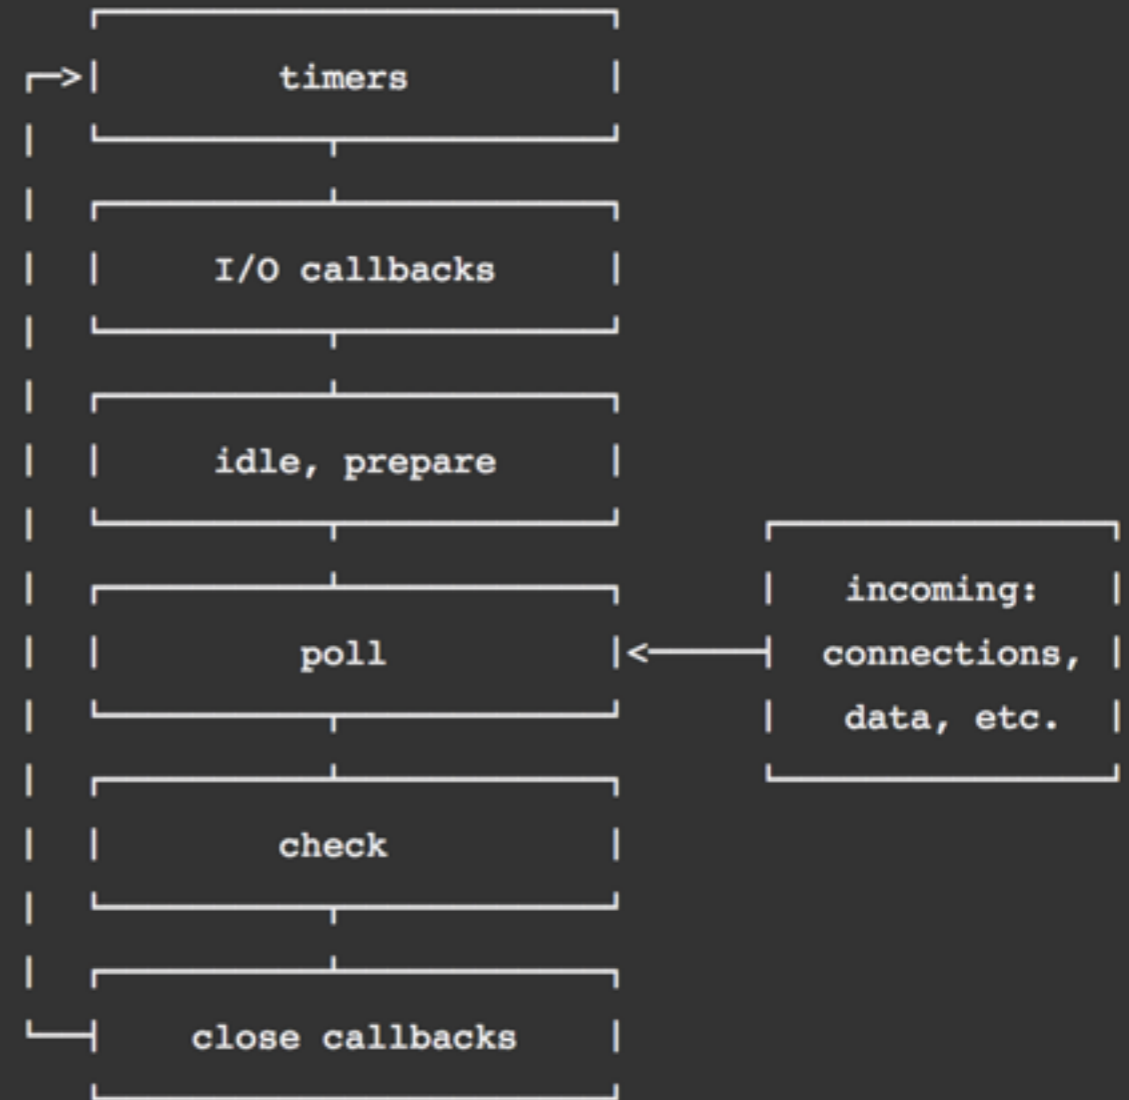 timers
I/O callbacks
idle, prepare
incoming:
poll
connections,
data, etc.
check
close callbacks